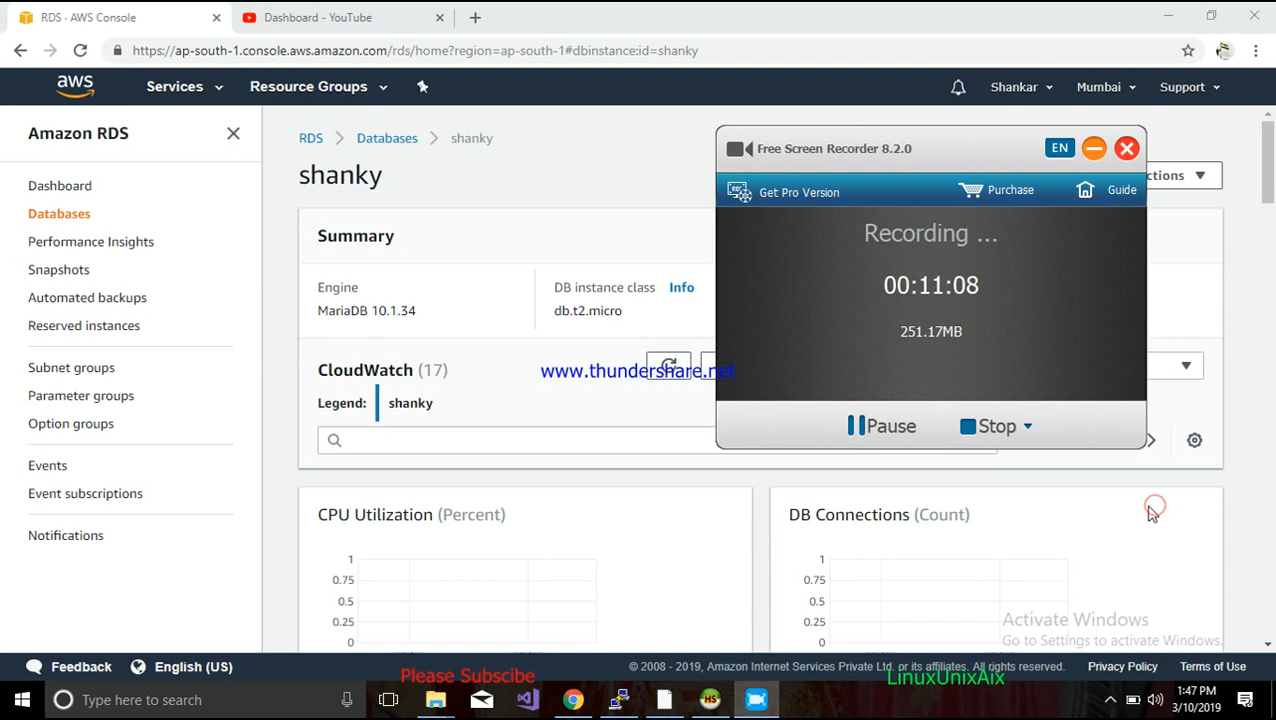 RDS · AWS Console
Dashboard - YouTube
https://ap-south-1.console.aws.amazon.com/rds/home?region=ap-south-1#dbinstance:id=shanky
aws
Services
Resource Groups
Shankar
Mumbai
Support
Amazon RDS
Dashboard
Databases
Performance Insights
Snapshots
Automated backups
Reserved instances
Subnet groups
Parameter groups
Option groups
Events
Event subscriptions
Notifications
RDS
Databases
shanky
shanky
ctions
Summary
Engine
MariaDB 10.1.34
DB instance class Info
db.t2.micro
CloudWatch (17)
www.thundershare.net
Legend: shanky
Free Screen Recorder 8.2.0
EN
Get Pro Version
Purchase
Guide
Recording ...
00:11:08
251.17MB
Pause
Stop
CPU Utilization (Percent)
1
0.75
0.5
0.25
0
DB Connections (Count)
1
0.75
0.5
0.25
0
Activate Windows
Go to Settings to activate Windows.
Feedback
English (US)
© 2008 - 2019, Amazon Internet Services Private Ltd. or its affiliates. All rights reserved.
Privacy Policy
Terms of Use
Please Subscibe
LinuxUnixAix
Type here to search
HS
1:47 PM
3/10/2019